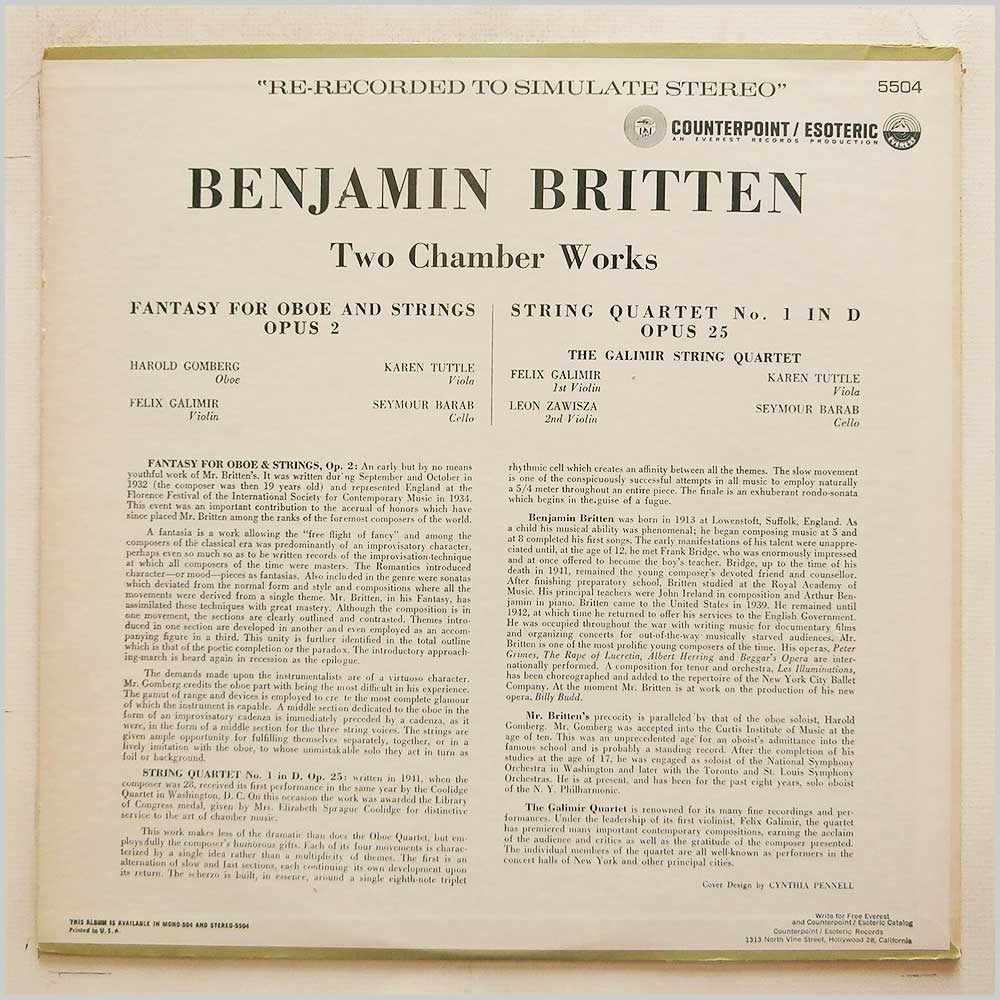 "RE-RECORDED TO SIMULATE STEREO"
5504
COUNTERPOINT / ESOTERIC
AN EVEREST RECORDS PRODUCTION
EVEREST
BENJAMIN BRITTEN
Two Chamber Works
FANTASY FOR OBOE AND STRINGS
OPUS 2
HAROLD GOMBERG
Oboe
KAREN TUTTLE
Viola
FELIX GALIMIR
Violin
SEYMOUR BARAB
Cello
STRING QUARTET No. 1 IN D
OPUS 25
THE GALIMIR STRING QUARTET
FELIX GALIMIR
1st Violin
KAREN TUTTLE
Viola
LEON ZAWISZA
2nd Violin
SEYMOUR BARAB
Cello
FANTASY FOR OBOE & STRINGS, Op. 2: An early but by no means
youthful work of Mr. Britten's. It was written during September and October in
1932 (the composer was then 19 years old) and represented England at the
Florence Festival of the International Society for Contemporary Music in 1934.
This event was an important contribution to the accrual of honors which have
since placed Mr. Britten among the ranks of the foremost composers of the world.
A fantasia is a work allowing the "free flight of fancy" and among the
composers of the classical era was predominantly of an improvisatory character,
perhaps even so much so as to be written records of the improvisation-technique
at which all composers of the time were masters. The Romantics introduced
character—or mood—pieces as fantasias. Also included in the genre were sonatas
which deviated from the normal form and style and compositions where all the
movements were derived from a single theme. Mr. Britten, in his Fantasy, has
assimilated these techniques with great mastery. Although the composition is in
one movement, the sections are clearly outlined and contrasted. Themes intro-
duced in one section are developed in another and even employed as an accom-
panying figure in a third. This unity is further identified in the total outline
which is that of the poetic completion or the paradox. The introductory approach-
ing-march is heard again in recession as the epilogue.
The demands made upon the instrumentalists are of a virtuoso character.
Mr. Gomberg credits the oboe part with being the most difficult in his experience.
The gamut of range and devices is employed to create the most complete glamour
of which the instrument is capable. A middle section dedicated to the oboe in the
form of an improvisatory cadenza is immediately preceded by a cadenza, as it
were, in the form of a middle section for the three string voices. The strings are
given ample opportunity for fulfilling themselves separately, together, or in a
lively imitation with the oboe, to whose unmistakable solo they act in turn as
foil or background.
STRING QUARTET No. 1 in D, Op. 25: written in 1941, when the
composer was 28, received its first performance in the same year by the Coolidge
Quartet in Washington, D. C. On this occasion the work was awarded the Library
of Congress medal, given by Mrs. Elizabeth Sprague Coolidge for distinctive
service to the art of chamber music.
This work makes less of the dramatic than does the Oboe Quartet, but em-
ploys fully the composer's humorous gifts. Each of its four movements is charac-
terized by a single idea rather than a multiplicity of themes. The first is an
alternation of slow and fast sections, each continuing its own development upon
its return. The scherzo is built, in essence, around a single eighth-note triplet
rhythmic cell which creates an affinity between all the themes. The slow movement
is one of the conspicuously successful attempts in all music to employ naturally
a 5/4 meter throughout an entire piece. The finale is an exhuberant rondo-sonata
which begins in the guise of a fugue.
Benjamin Britten was born in 1913 at Lowenstoft, Suffolk, England. As
a child his musical ability was phenomenal; he began composing music at 5 and
at 8 completed his first songs. The early manifestations of his talent were unappre-
ciated until, at the age of 12, he met Frank Bridge, who was enormously impressed
and at once offered to become the boy's teacher. Bridge, up to the time of his
death in 1941, remained the young composer's devoted friend and counsellor.
After finishing preparatory school, Britten studied at the Royal Academy of
Music. His principal teachers were John Ireland in composition and Arthur Ben-
jamin in piano. Britten came to the United States in 1939. He remained until
1942, at which time he returned to offer his services to the English Government.
He was occupied throughout the war with writing music for documentary films
and organizing concerts for out-of-the-way musically starved audiences. Mr.
Britten is one of the most prolific young composers of the time. His operas, Peter
Grimes, The Rape of Lucretia, Albert Herring and Beggar's Opera are inter-
nationally performed. A composition for tenor and orchestra, Les Illuminations,
has been choreographed and added to the repertoire of the New York City Ballet
Company. At the moment Mr. Britten is at work on the production of his new
opera, Billy Budd.
Mr. Britten's precocity is paralleled by that of the oboe soloist, Harold
Gomberg. Mr. Gomberg was accepted into the Curtis Institute of Music at the
age of ten. This was an unprecedented age for an oboist's admittance into the
famous school and is probably a standing record. After the completion of his
studies at the age of 17, he was engaged as soloist of the National Symphony
Orchestra in Washington and later with the Toronto and St. Louis Symphony
Orchestras. He is at present, and has been for the past eight years, solo oboist
of the N. Y. Philharmonic.
The Galimir Quartet is renowned for its many fine recordings and per-
formances. Under the leadership of its first violinist, Felix Galimir, the quartet
has premiered many important contemporary compositions, earning the acclaim
of the audience and critics as well as the gratitude of the composer presented.
The individual members of the quartet are all well-known as performers in the
concert halls of New York and other principal cities.
Cover Design by CYNTHIA PENNELL
THIS ALBUM IS AVAILABLE IN MONO-504 AND STEREO-5504
Printed in U. S. A.
Write for Free Everest
and Counterpoint / Esoteric Catalog
Counterpoint / Esoteric Records
1313 North Vine Street, Hollywood 28, California